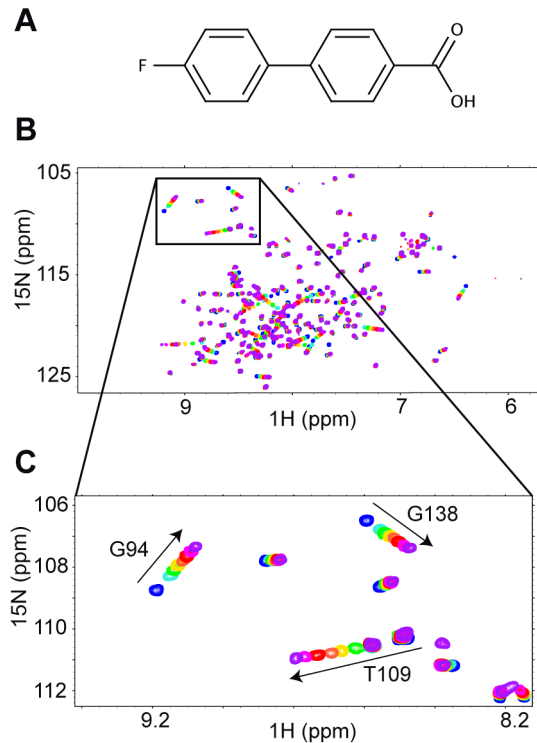 A
F
O
OH
B
105
115
125
15N (ppm)
9
7
6
1H (ppm)
C
106
108
110
112
15N (ppm)
G94
G138
T109
9.2
8.2
1H (ppm)